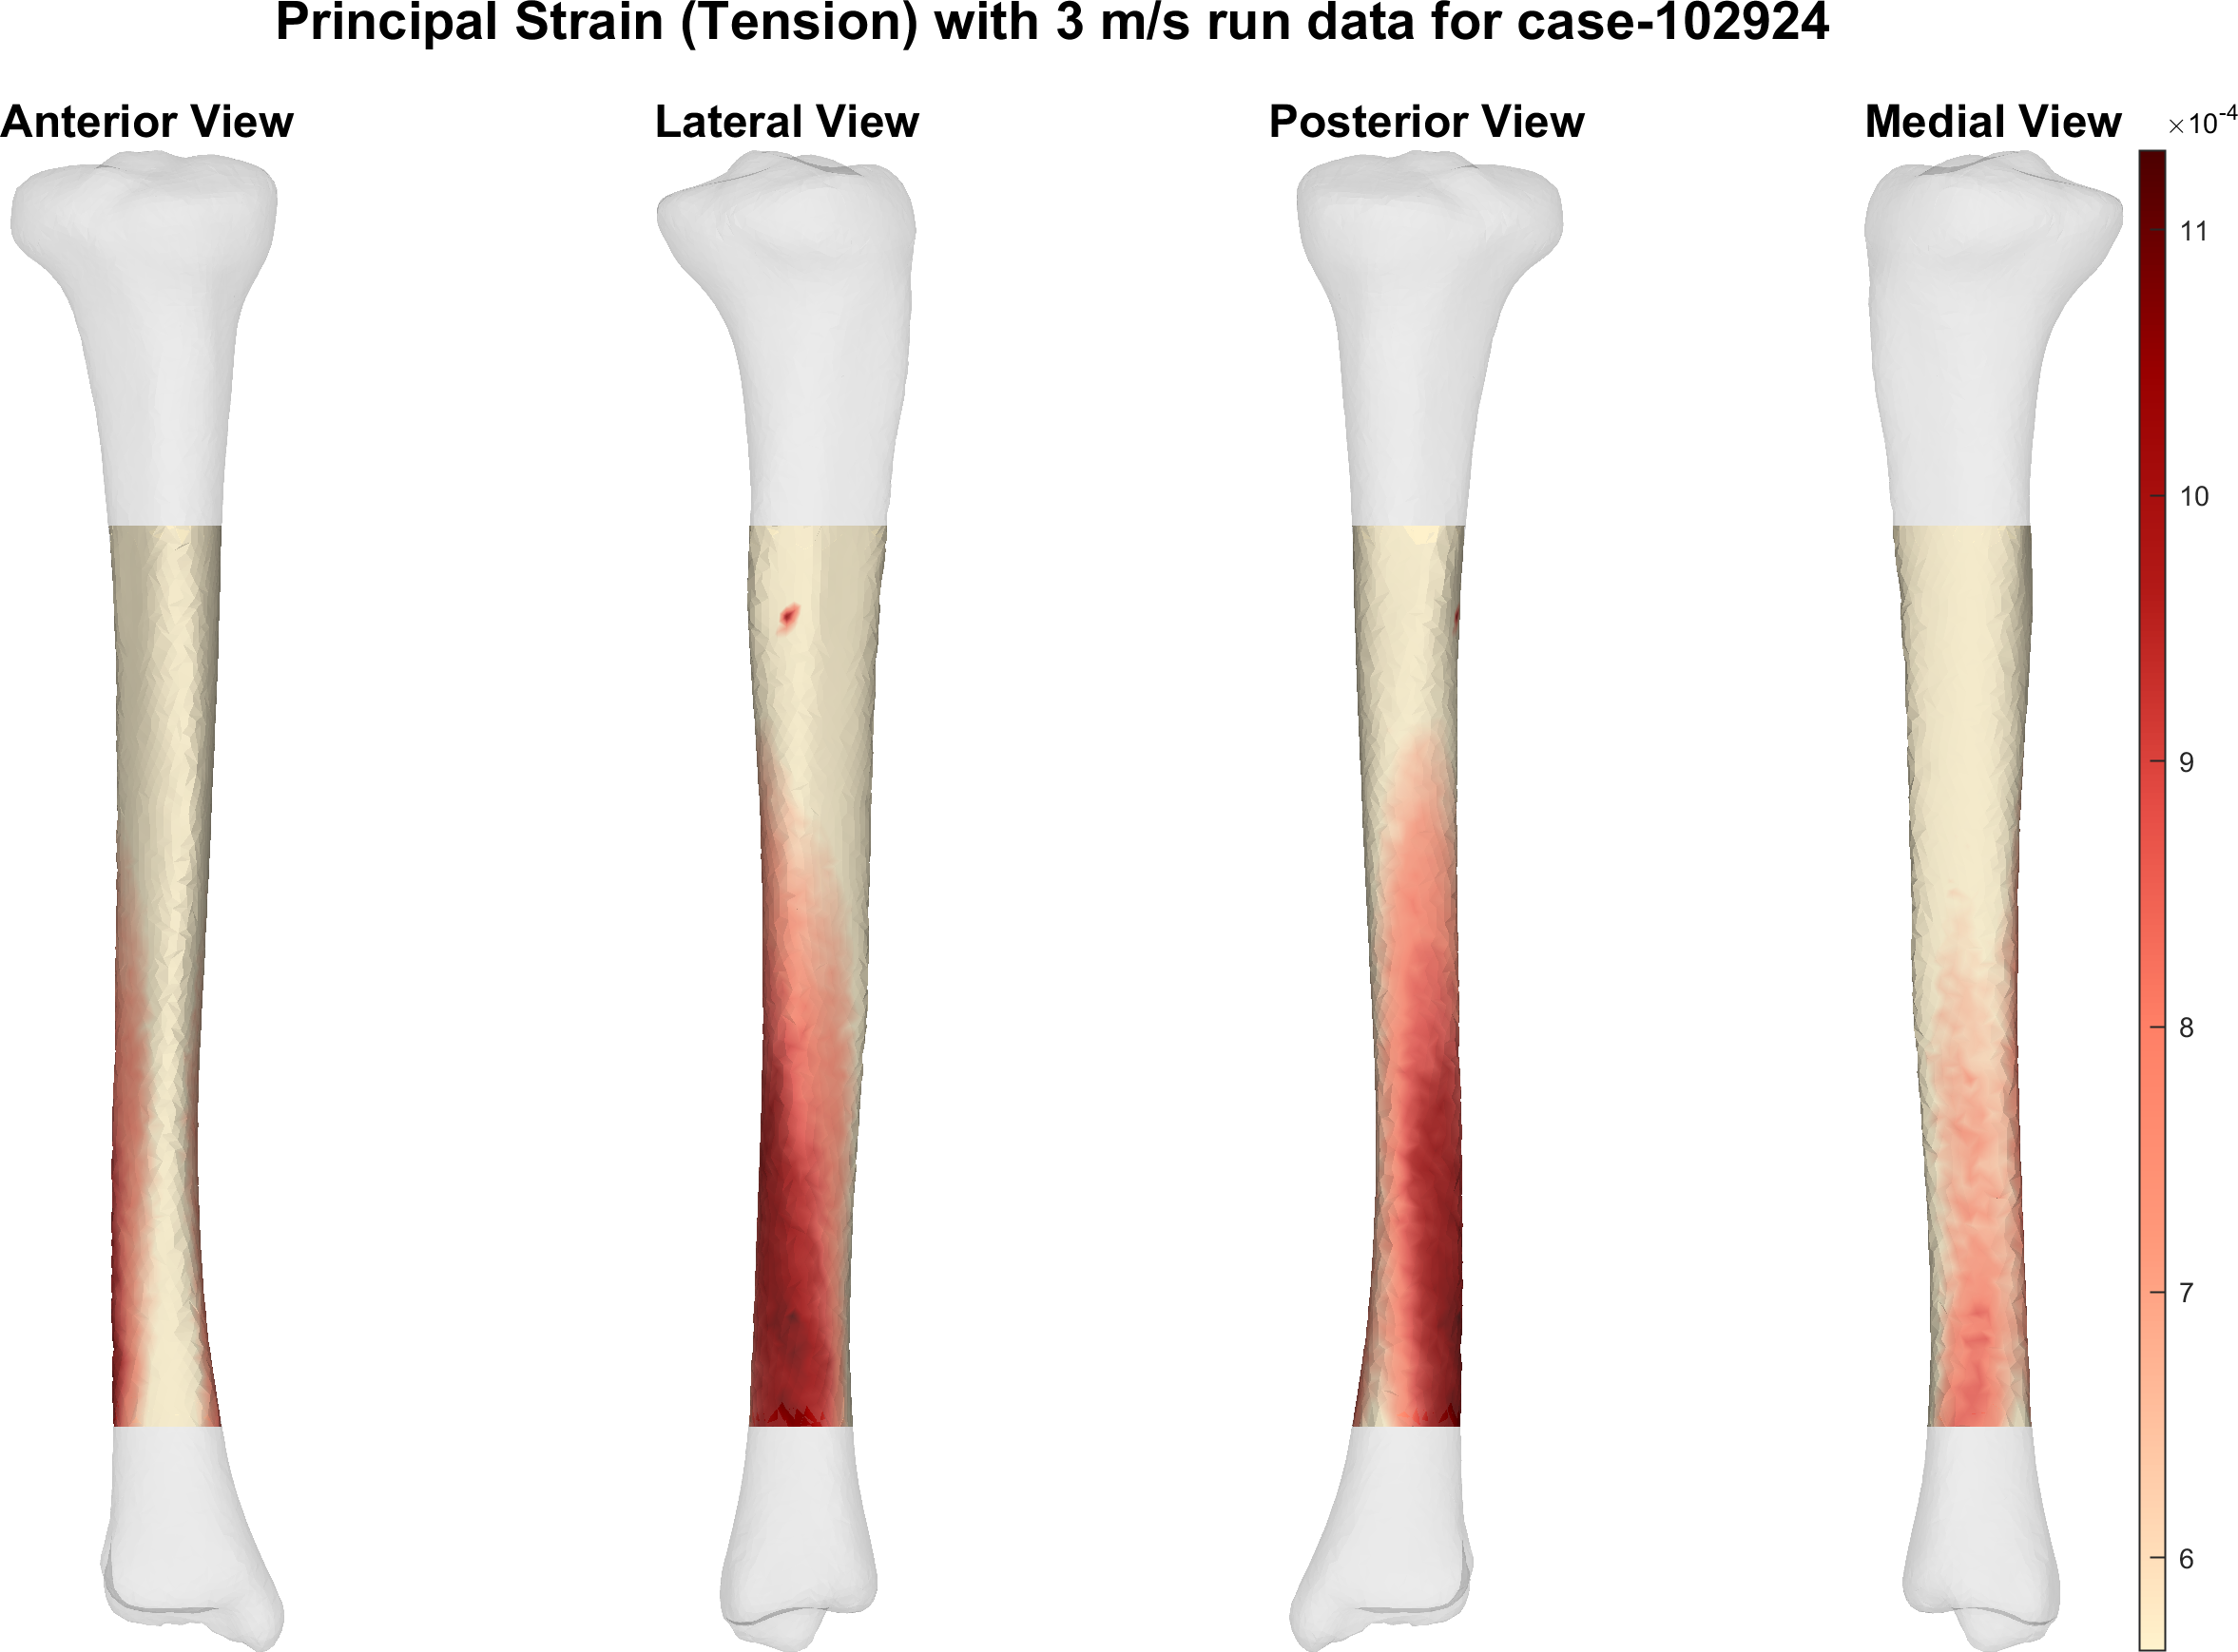 Principal Strain (Tension) with 3 m/s run data for case-102924
Anterior View
Lateral View
Posterior View
Medial View
×10-4
11
10
9
8
7
6